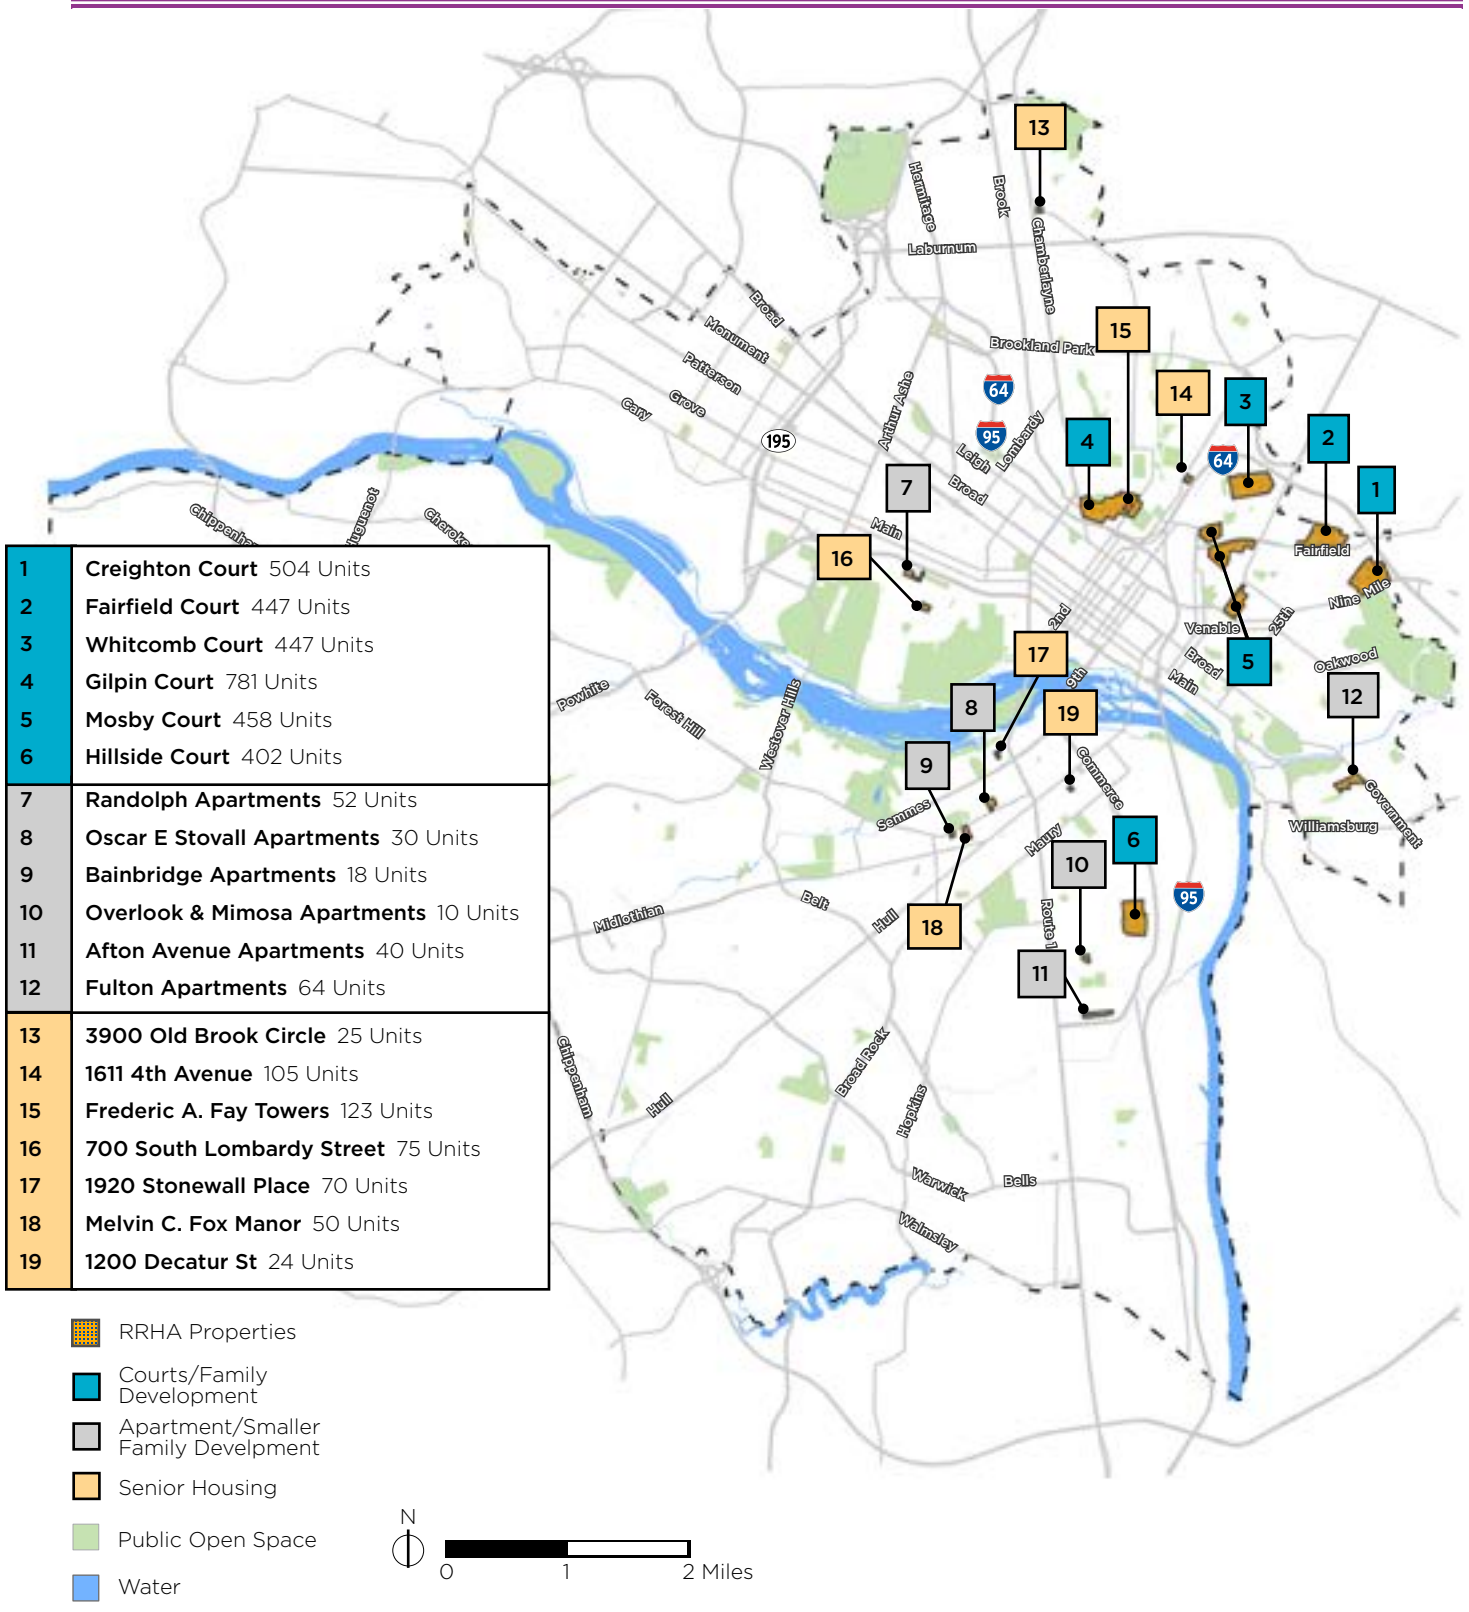 13
Hermitage
Brook
Chamberlayne
Laburnum
Broad
Monument
Patterson
Grove
Cary
15
Brookland Park
Arthur Ashe
64
95
Leigh
Lombardy
Broad
195
14
3
4
64
2
1
7
Main
16
Chippenha
Huguenot
Cheroke
Fairfield
Nine Mile
2nd
Venable
25th
Broad
Main
5
Oakwood
17
9th
12
8
19
Powhite
Forest Hill
Westover Hills
9
Commerce
Semmes
Maury
Government
Williamsburg
6
10
95
Midlothian
Belt
Hull
18
Route 1
11
1 Creighton Court 504 Units
2 Fairfield Court 447 Units
3 Whitcomb Court 447 Units
4 Gilpin Court 781 Units
5 Mosby Court 458 Units
6 Hillside Court 402 Units
7 Randolph Apartments 52 Units
8 Oscar E Stovall Apartments 30 Units
9 Bainbridge Apartments 18 Units
10 Overlook & Mimosa Apartments 10 Units
11 Afton Avenue Apartments 40 Units
12 Fulton Apartments 64 Units
13 3900 Old Brook Circle 25 Units
14 1611 4th Avenue 105 Units
15 Frederic A. Fay Towers 123 Units
16 700 South Lombardy Street 75 Units
17 1920 Stonewall Place 70 Units
18 Melvin C. Fox Manor 50 Units
19 1200 Decatur St 24 Units
Chippenham
Hull
Broad Rock
Hopkins
Warwick
Bells
Walmsley
RRHA Properties
Courts/Family
Development
Apartment/Smaller
Family Develpment
Senior Housing
Public Open Space
Water
N
0 1 2 Miles